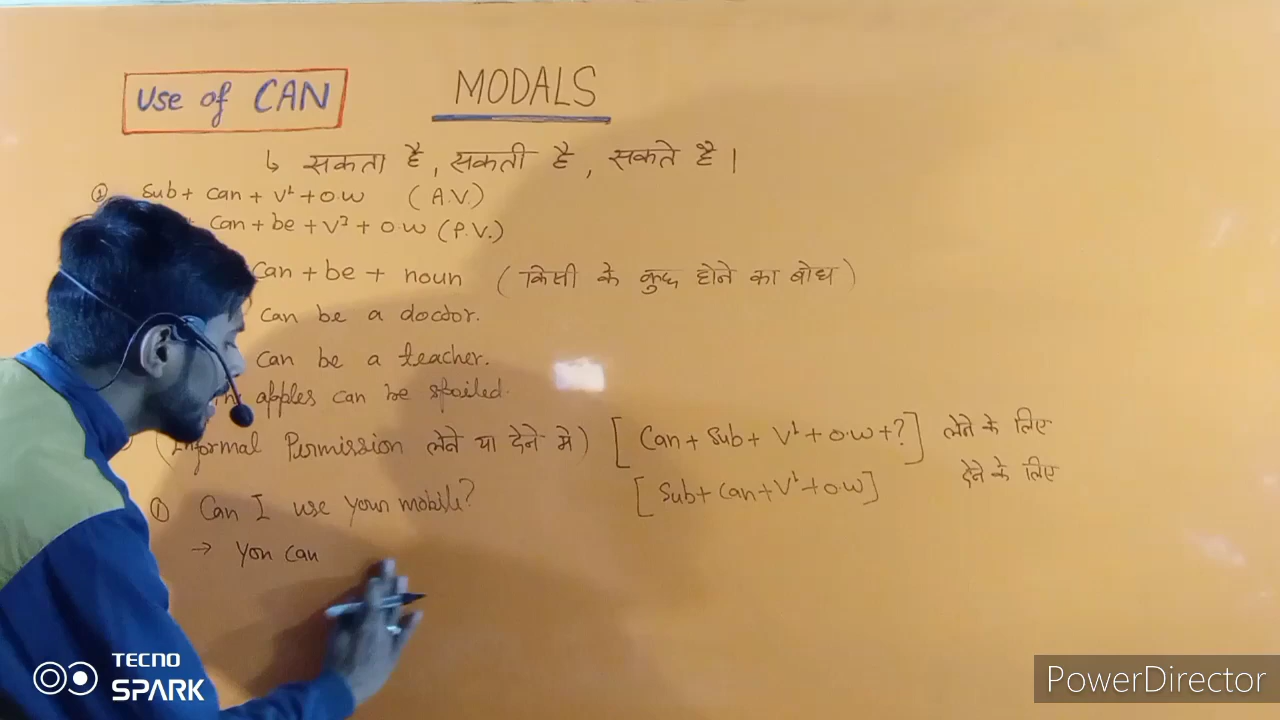 Use of CAN
MODALS
↳ सकता है, सकती है, सकते है।
① Sub + Can + V¹ + O.W (A.V.)
Can + be + V³ + O.W (P.V.)
Can + be + noun (किसी के कुछ होने का बोध)
can be a doctor.
can be a teacher.
apples can be spoiled.
(Informal Permission लेने या देने मे) [Can + Sub + V¹ + O.W + ?] लेने के लिए
[Sub + Can + V¹ + O.W] देने के लिए
① Can I use your mobile?
→ You can
TECNO
SPARK
PowerDirector